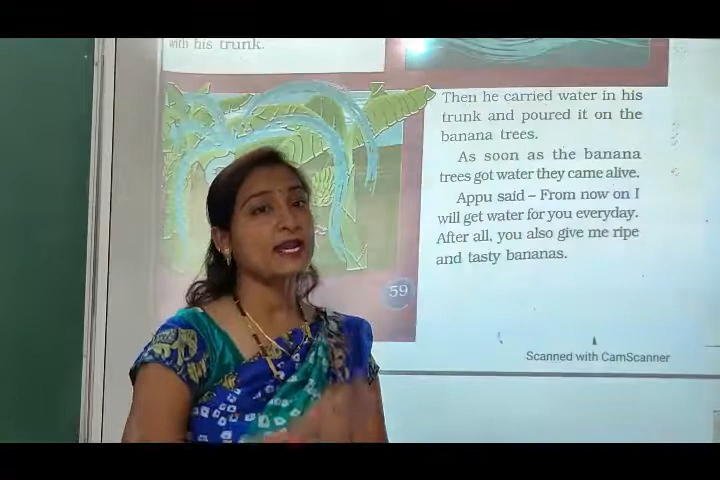 with his trunk.
Then he carried water in his
trunk and poured it on the
banana trees.
As soon as the banana
trees got water they came alive.
Appu said – From now on I
will get water for you everyday.
After all, you also give me ripe
and tasty bananas.
59
Scanned with CamScanner